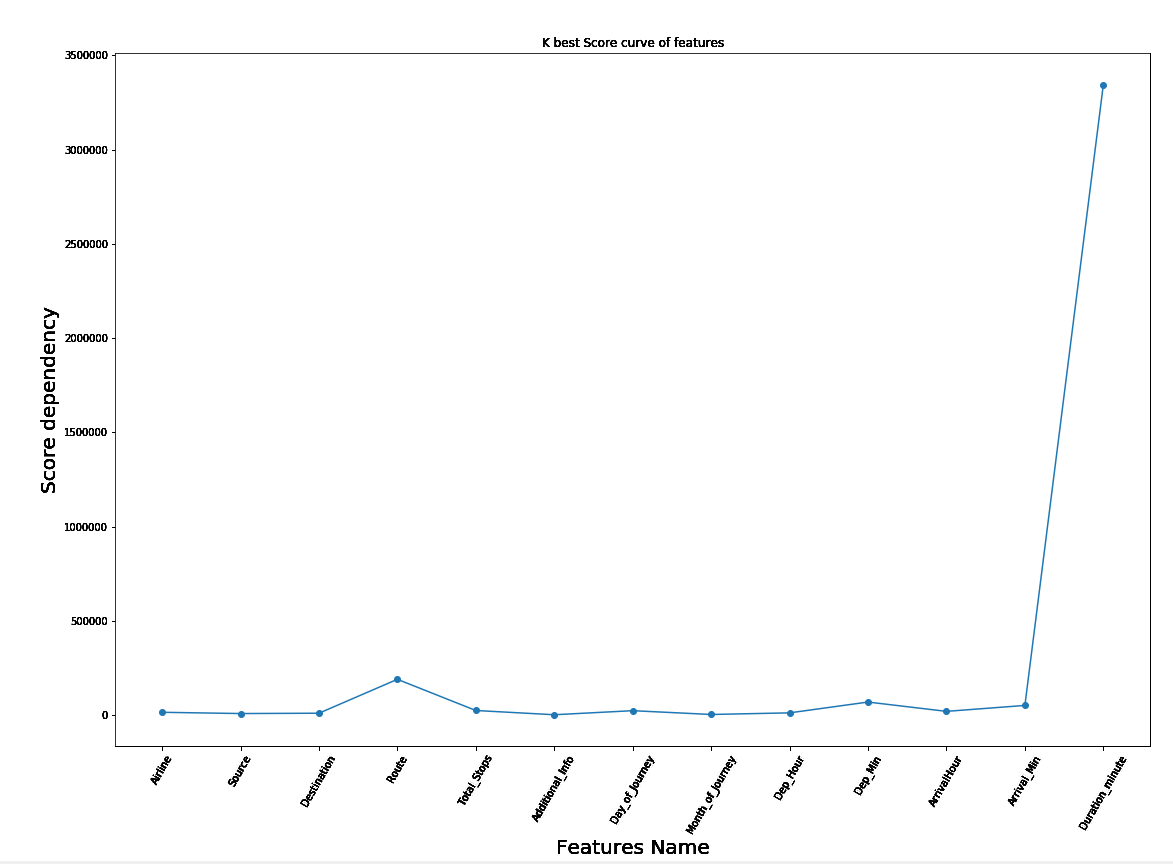 K best Score curve of features
3500000
3000000
2500000
2000000
1500000
1000000
500000
0
Score dependency
Airline
Source
Destination
Route
Total_Stops
Additional_Info
Day_of_Journey
Month_of_Journey
Dep_Hour
Dep_Min
ArrivalHour
Arrival_Min
Duration_minute
Features Name